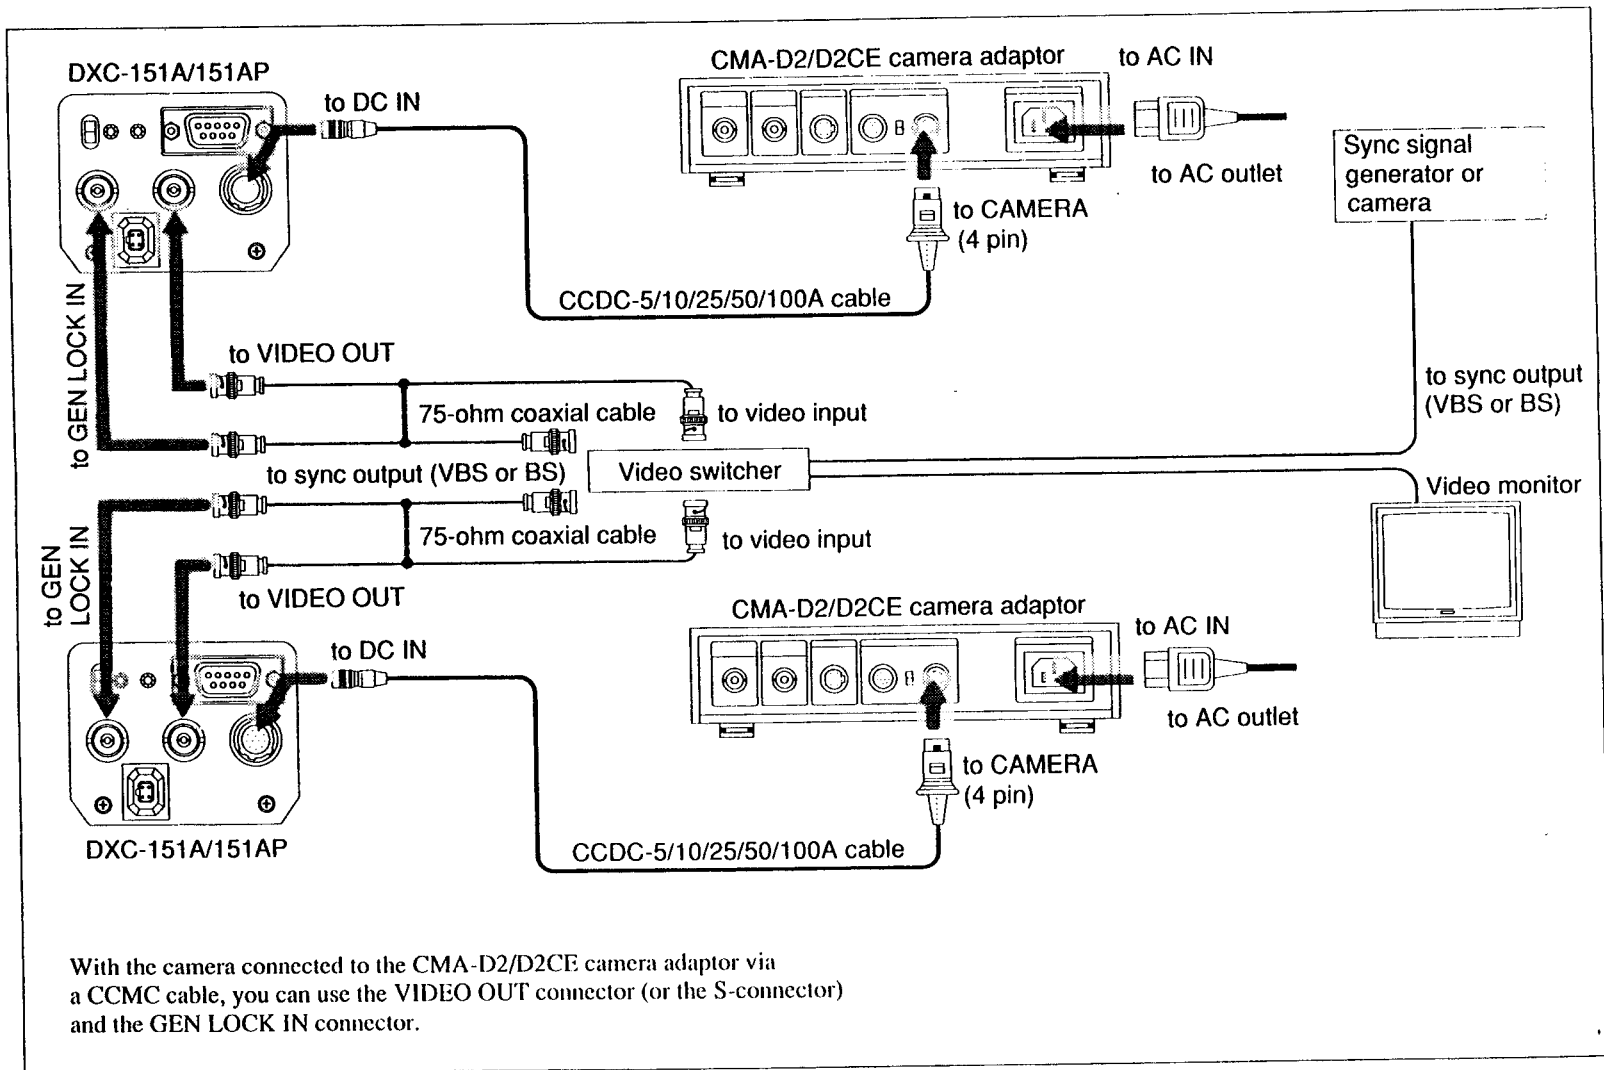 DXC-151A/151AP
to DC IN
CMA-D2/D2CE camera adaptor
to AC IN
to AC outlet
Sync signal
generator or
camera
to CAMERA
(4 pin)
CCDC-5/10/25/50/100A cable
to GEN LOCK IN
to VIDEO OUT
75-ohm coaxial cable
to video input
to sync output
(VBS or BS)
to sync output (VBS or BS)
Video switcher
Video monitor
75-ohm coaxial cable
to video input
to GEN
LOCK IN
to VIDEO OUT
CMA-D2/D2CE camera adaptor
to AC IN
to DC IN
to AC outlet
to CAMERA
(4 pin)
DXC-151A/151AP
CCDC-5/10/25/50/100A cable
With the camera connected to the CMA-D2/D2CE camera adaptor via
a CCMC cable, you can use the VIDEO OUT connector (or the S-connector)
and the GEN LOCK IN connector.